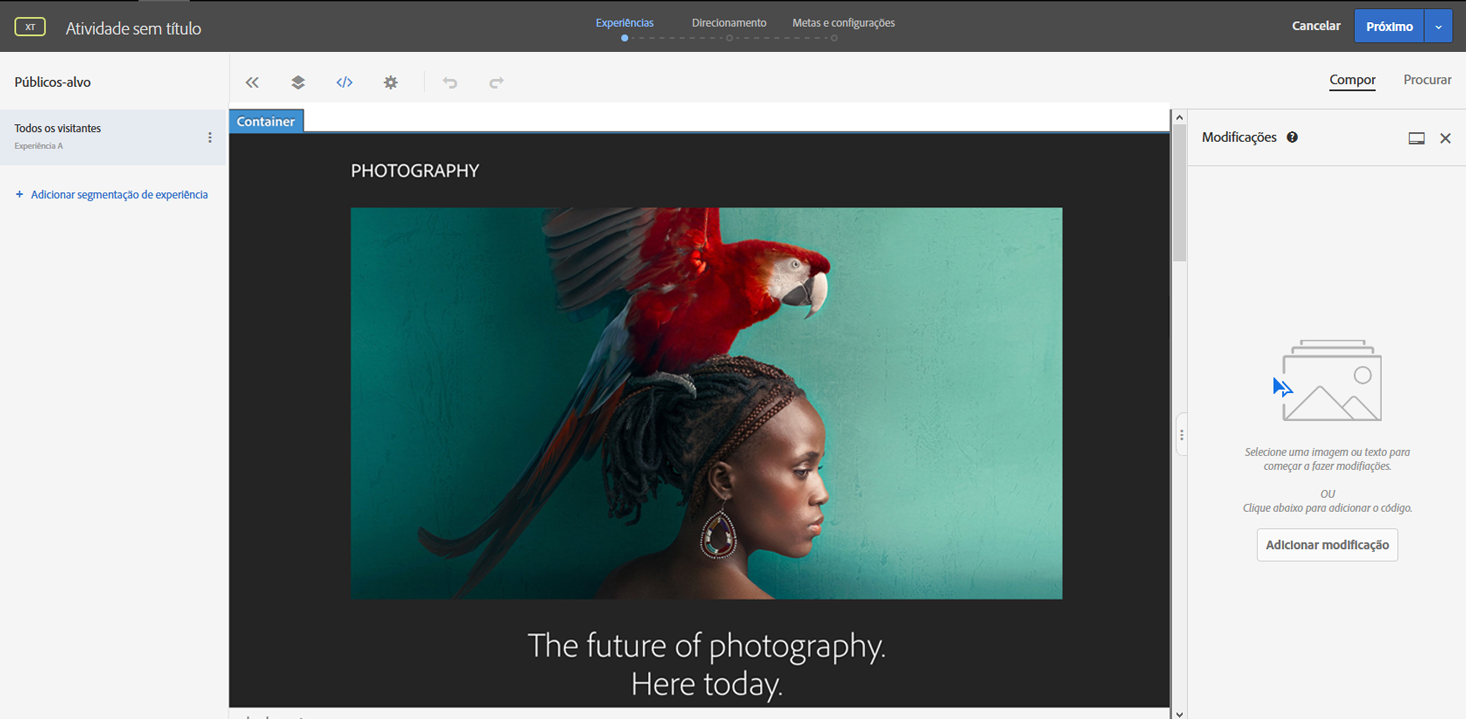 XT
Atividade sem título
Experiências
Direcionamento
Metas e configurações
Cancelar
Próximo
Públicos-alvo
Compor
Procurar
Todos os visitantes
Experiência A
+ Adicionar segmentação de experiência
Container
PHOTOGRAPHY
The future of photography.
Here today.
Modificações
Selecione uma imagem ou texto para
começar a fazer modifiações.
OU
Clique abaixo para adicionar o código.
Adicionar modificação